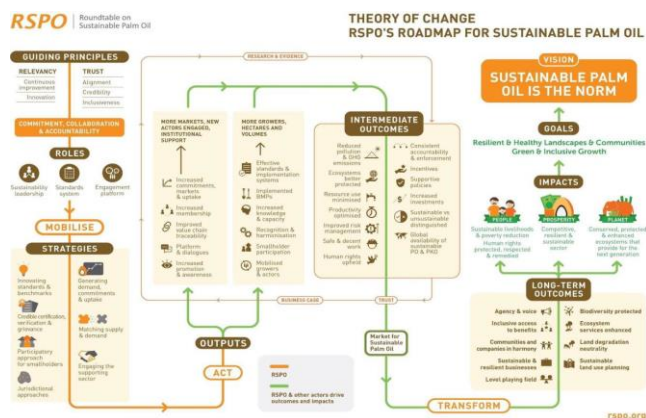 RSPO
Roundtable on
Sustainable Palm Oil
THEORY OF CHANGE
RSPO'S ROADMAP FOR SUSTAINABLE PALM OIL
GUIDING PRINCIPLES
RELEVANCY
Continuous
improvement
Innovation
TRUST
Alignment
Credibility
Inclusiveness
COMMITMENT, COLLABORATION
& ACCOUNTABILITY
ROLES
Sustainability
leadership
Standards
system
Engagement
platform
MOBILISE
STRATEGIES
Innovating
standards &
benchmarks
Credible certification,
verification &
grievance
Participatory
approach for
smallholders
Jurisdictional
approaches
Generating
demand,
commitments
& uptake
Matching supply
& demand
Engaging the
supporting
sector
RESEARCH & EVIDENCE
MORE MARKETS, NEW
ACTORS ENGAGED,
INSTITUTIONAL
SUPPORT
Increased
commitments,
markets
& uptake
Increased
membership
Improved
value chain
traceability
Platform
& dialogues
Increased
promotion
& awareness
MORE GROWERS,
HECTARES AND
VOLUMES
Effective
standards &
implementation
systems
Implemented
BMPs
Increased
knowledge
& capacity
Recognition &
harmonisation
Smallholder
participation
Mobilised
growers
& actors
BUSINESS CASE
OUTPUTS
ACT
RSPO
RSPO & other actors drive
outcomes and impacts
INTERMEDIATE
OUTCOMES
Reduced
pollution
& GHG
emissions
Ecosystems
better
protected
Resource use
minimised
Productivity
optimised
Improved risk
management
Safe & decent
work
Human rights
upheld
Consistent
accountability
& enforcement
Incentives
Supportive
policies
Increased
investments
Sustainable vs
unsustainable
distinguished
Global
availability of
sustainable
PO & PKO
TRUST
Market for
Sustainable
Palm Oil
TRANSFORM
VISION
SUSTAINABLE PALM
OIL IS THE NORM
GOALS
Resilient & Healthy Landscapes & Communities
Green & Inclusive Growth
IMPACTS
PEOPLE
Sustainable livelihoods
& poverty reduction
Human rights
protected, respected
& remedied
PROSPERITY
Competitive,
resilient &
sustainable
sector
PLANET
Conserved, protected
& enhanced
ecosystems that
provide for the
next generation
LONG-TERM
OUTCOMES
Agency & voice
Inclusive access
to benefits
Communities and
companies in harmony
Sustainable &
resilient businesses
Level playing field
Biodiversity protected
Ecosystem
services enhanced
Land degradation
neutrality
Sustainable
land use planning
rspo.org